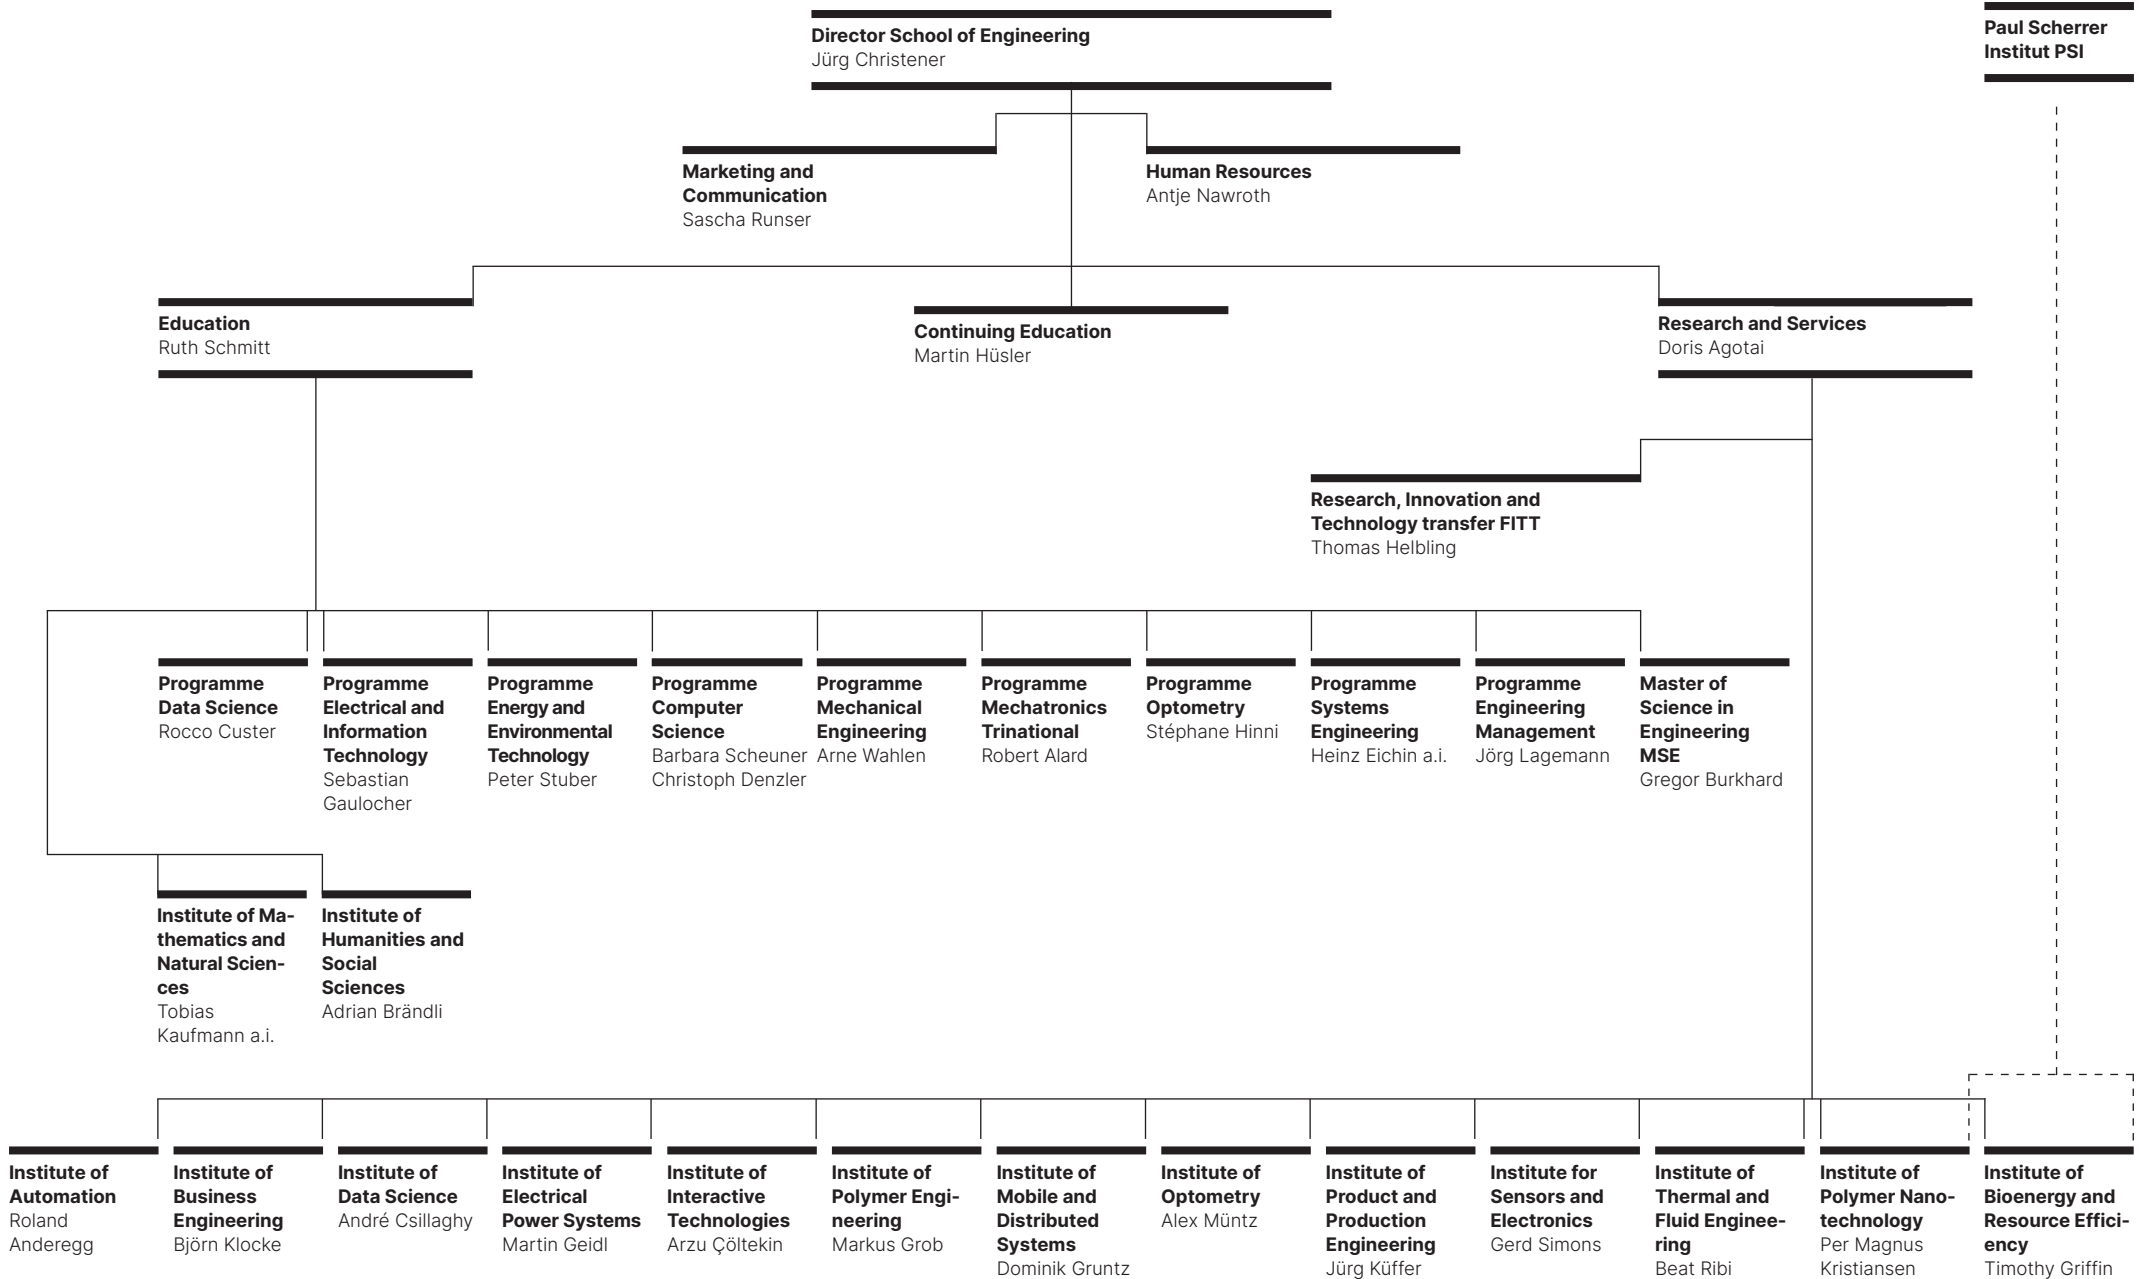 Director School of Engineering
Jürg Christener
Paul Scherrer
Institut PSI
Marketing and
Communication
Sascha Runser
Human Resources
Antje Nawroth
Education
Ruth Schmitt
Continuing Education
Martin Hüsler
Research and Services
Doris Agotai
Research, Innovation and
Technology transfer FITT
Thomas Helbling
Programme
Data Science
Rocco Custer
Programme
Electrical and
Information
Technology
Sebastian
Gaulocher
Programme
Energy and
Environmental
Technology
Peter Stuber
Programme
Computer
Science
Barbara Scheuner
Christoph Denzler
Programme
Mechanical
Engineering
Arne Wahlen
Programme
Mechatronics
Trinational
Robert Alard
Programme
Optometry
Stéphane Hinni
Programme
Systems
Engineering
Heinz Eichin a.i.
Programme
Engineering
Management
Jörg Lagemann
Master of
Science in
Engineering
MSE
Gregor Burkhard
Institute of Ma-
thematics and
Natural Scien-
ces
Tobias
Kaufmann a.i.
Institute of
Humanities and
Social
Sciences
Adrian Brändli
Institute of
Automation
Roland
Anderegg
Institute of
Business
Engineering
Björn Klocke
Institute of
Data Science
André Csillaghy
Institute of
Electrical
Power Systems
Martin Geidl
Institute of
Interactive
Technologies
Arzu Çöltekin
Institute of
Polymer Engi-
neering
Markus Grob
Institute of
Mobile and
Distributed
Systems
Dominik Gruntz
Institute of
Optometry
Alex Müntz
Institute of
Product and
Production
Engineering
Jürg Küffer
Institute for
Sensors and
Electronics
Gerd Simons
Institute of
Thermal and
Fluid Enginee-
ring
Beat Ribi
Institute of
Polymer Nano-
technology
Per Magnus
Kristiansen
Institute of
Bioenergy and
Resource Effici-
ency
Timothy Griffin